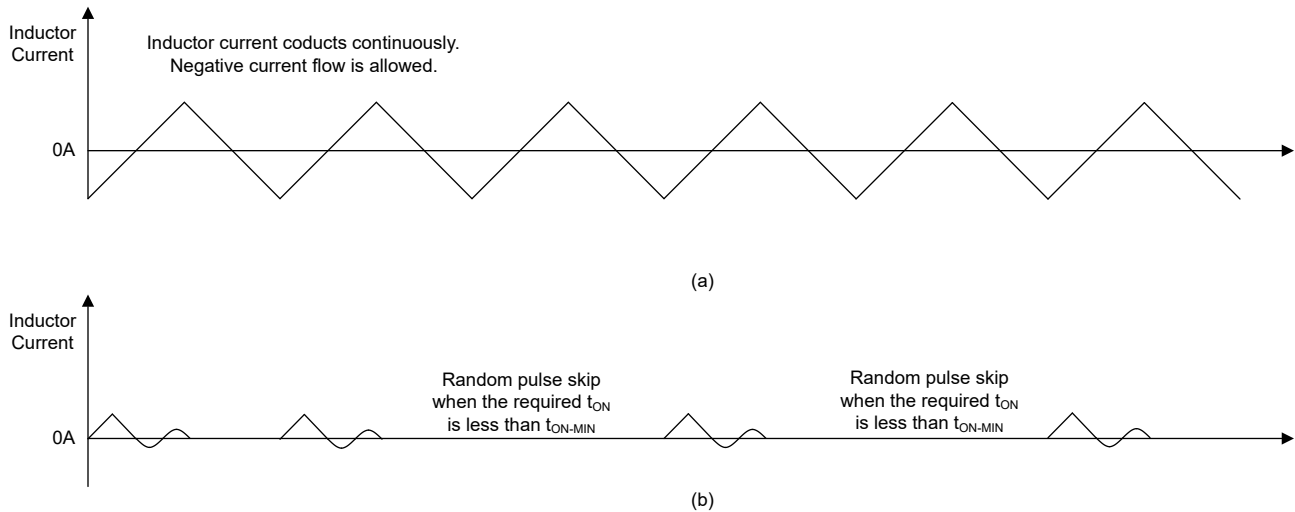 Inductor
Current
Inductor current coducts continuously.
Negative current flow is allowed.
0A
(a)
Inductor
Current
Random pulse skip
when the required tON
is less than tON-MIN
Random pulse skip
when the required tON
is less than tON-MIN
0A
(b)